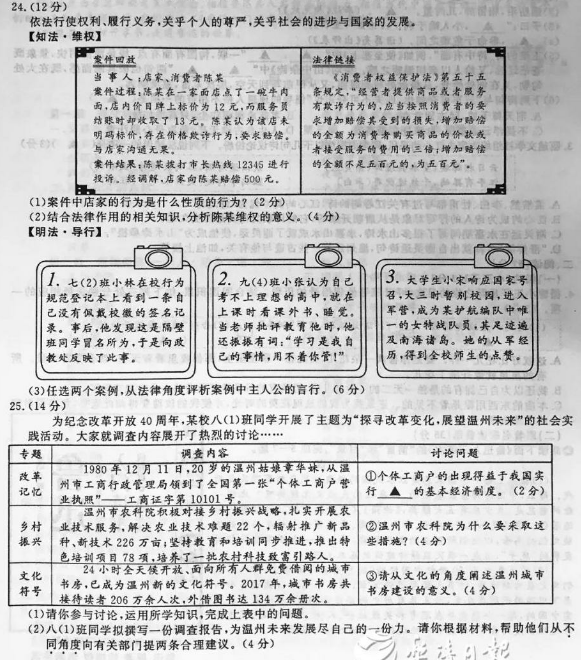 24.(12分)
依法行使权利、履行义务,关乎个人的尊严,关乎社会的进步与国家的发展。
【知法·维权】
案件回放
当事人:店家、消费者陈某
案件过程:陈某在一家面店点了一碗牛肉
面,店内价目牌上标价为12元,而服务员
结账时却收取了13元。陈某认为该店未
明码标价,存在价格欺诈行为,要求赔偿。
与店家沟通无果。
案件结果:陈某拨打市长热线12345进行
投诉。经调解,店家向陈某赔偿500元。
法律链接
《消费者权益保护法》第五十五
条规定,“经营者提供商品或者服务
有欺诈行为的,应当按照消费者的要
求增加赔偿其受到的损失,增加赔偿
的金额为消费者购买商品的价款或
者接受服务的费用的三倍;增加赔偿
的金额不足五百元的,为五百元”。
(1)案件中店家的行为是什么性质的行为?(2分)
(2)结合法律作用的相关知识,分析陈某维权的意义。(4分)
【明法·导行】
1. 七(2)班小林在校行为
规范登记本上看到一条自
己没有佩戴校徽的签名记
录。事后,他发现这是隔壁
班同学冒名所为,于是向政
教处反映了此事。
2. 九(4)班小张认为自己
考不上理想的高中,就在
上课时看课外书、睡觉。
当老师批评教育他时,他
还振振有词:“学习是我自
己的事情,用不着你管!”
3. 大学生小宋响应国家号
召,大三时暂别校园,进入
军营,成为某护航编队中唯
一的女特战队员,其足迹遍
及南海诸岛。她的从军经
历,得到全校师生的点赞。
(3)任选两个案例,从法律角度评析案例中主人公的言行。(6分)
25.(14分)
为纪念改革开放40周年,某校八(1)班同学开展了主题为“探寻改革变化,展望温州未来”的社会实
践活动。大家就调查内容展开了热烈的讨论……
专题 调查内容 讨论问题
改革
记忆
1980年12月11日,20岁的温州姑娘章华妹,从温
州市工商行政管理局领到了全国第一张“个体工商户营
业执照”——工商证字第10101号。
①个体工商户的出现得益于我国实
行 ▲ 的基本经济制度。(2分)
乡村
振兴
温州市农科院积极对接乡村振兴战略,扎实开展农
业技术服务,解决农业技术难题22个,辐射推广新品
种、新技术226万亩;坚持教育和培训同步推进,推出特
色培训项目78项,培养了一批农村科技致富引路人。
②温州市农科院为什么要采取这
些措施?(4分)
文化
符号
24小时全天候开放、面向所有人群免费借阅的城市
书房,已成为温州新的文化符号。2017年,城市书房共
接待读者206万余人次,外借图书达134万余册次。
③请从文化的角度阐述温州城市
书房建设的意义。(4分)
(1)请你参与讨论,运用所学知识,完成上表中的问题。
(2)八(1)班同学拟撰写一份调查报告,为温州未来发展尽自己的一份力。请你根据材料,帮助他们从不
同角度向有关部门提两条合理建议。(4分)